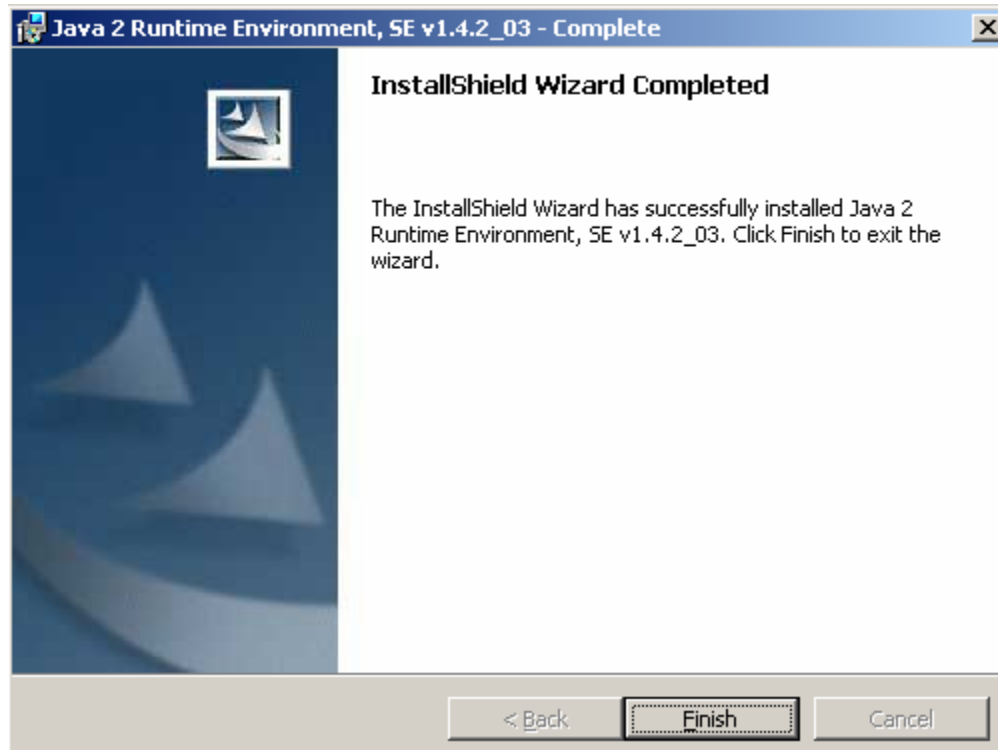 Java 2 Runtime Environment, SE v1.4.2_03 - Complete
InstallShield Wizard Completed
The InstallShield Wizard has successfully installed Java 2
Runtime Environment, SE v1.4.2_03. Click Finish to exit the
wizard.
< Back
Finish
Cancel